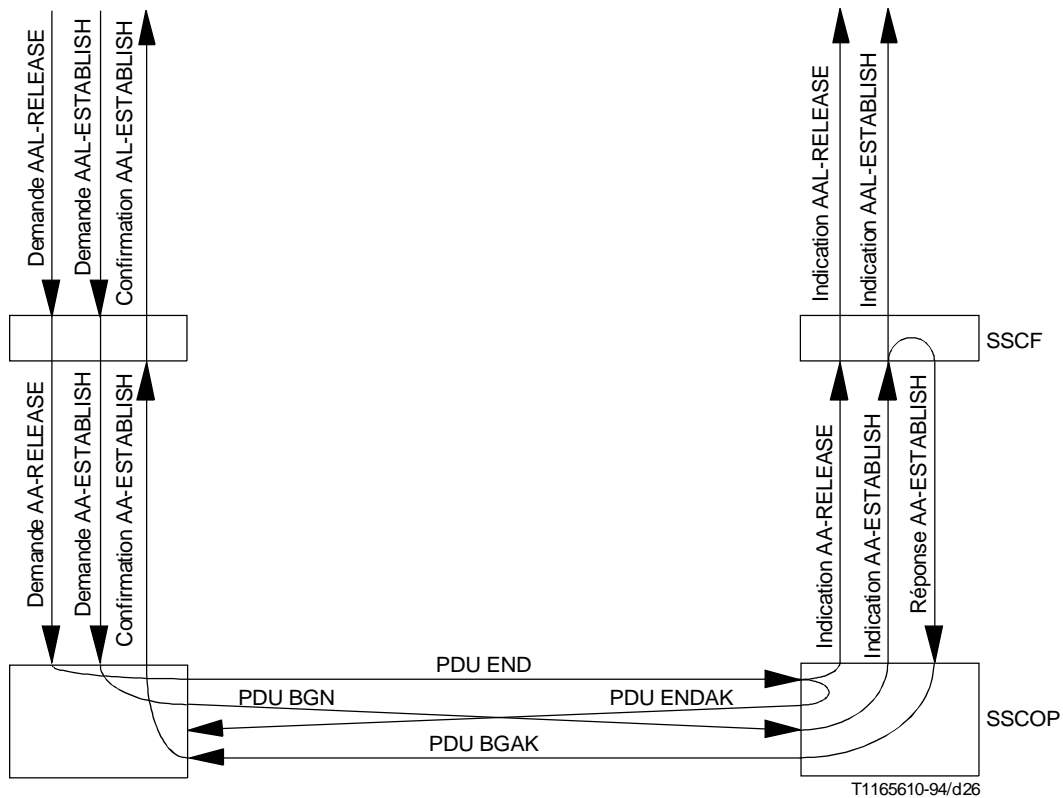 Demande AAL-RELEASE
Demande AAL-ESTABLISH
Confirmation AAL-ESTABLISH
Indication AAL-RELEASE
Indication AAL-ESTABLISH
SSCF
Demande AA-RELEASE
Demande AA-ESTABLISH
Confirmation AA-ESTABLISH
Indication AA-RELEASE
Indication AA-ESTABLISH
Réponse AA-ESTABLISH
PDU END
PDU BGN
PDU ENDAK
PDU BGAK
SSCOP
T1165610-94/d26